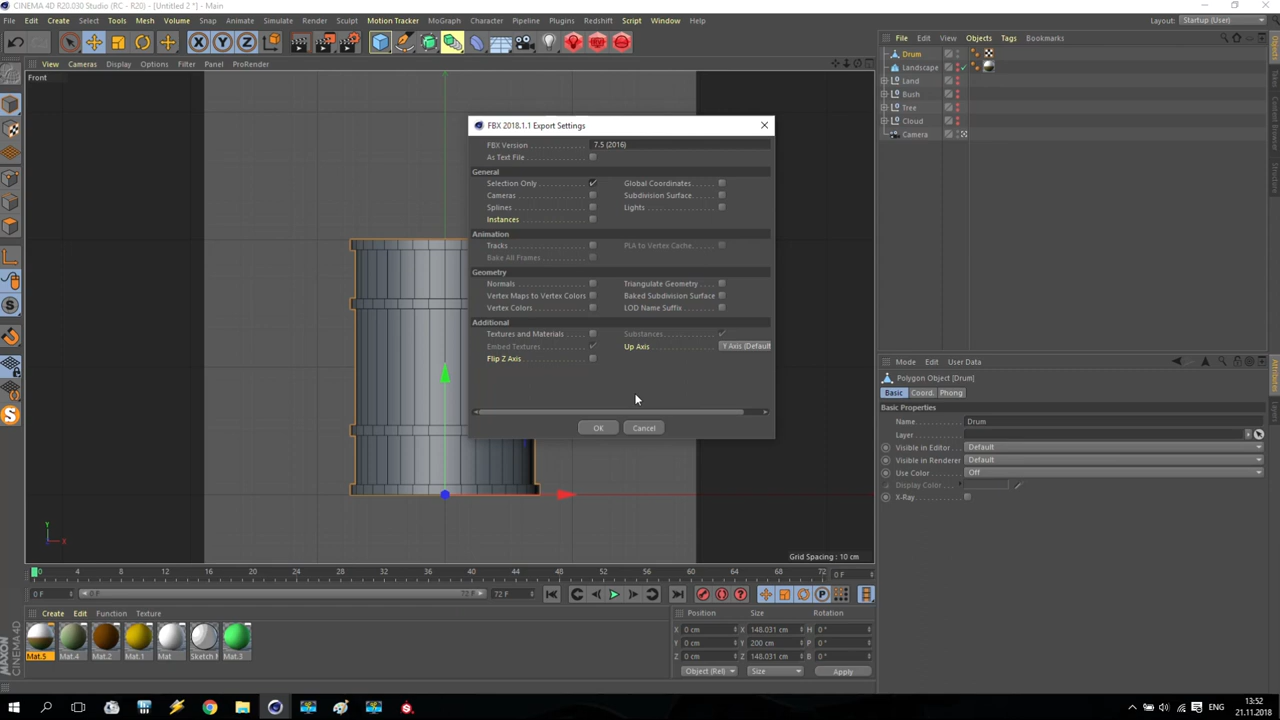 CINEMA 4D R20.030 Studio (RC - R20) - [Untitled 2 *] - Main
File Edit Create Select Tools Mesh Volume Snap Animate Simulate Render Sculpt Motion Tracker MoGraph Character Pipeline Plugins Redshift Script Window Help
Layout: Startup (User)
View Cameras Display Options Filter Panel ProRender
Front
FBX 2018.1.1 Export Settings
FBX Version 7.5 (2016)
As Text File
General
Selection Only Global Coordinates
Cameras Subdivision Surface
Splines Lights
Instances
Animation
Tracks PLA to Vertex Cache
Bake All Frames
Geometry
Normals Triangulate Geometry
Vertex Maps to Vertex Colors Baked Subdivision Surface
Vertex Colors LOD Name Suffix
Additional
Textures and Materials Substances
Embed Textures Up Axis Y Axis (Default
Flip Z Axis
OK Cancel
Y
X
Grid Spacing : 10 cm
File Edit View Objects Tags Bookmarks
Drum
Landscape
Land
Bush
Tree
Cloud
Camera
Mode Edit User Data
Polygon Object [Drum]
Basic Coord. Phong
Basic Properties
Name Drum
Layer
Visible in Editor Default
Visible in Renderer Default
Use Color Off
Display Color
X-Ray
Objects
Takes
Content Browser
Structure
Attributes
Layers
0 4 8 12 16 20 24 28 32 36 40 44 48 52 56 60 64 68 72 0 F
0 F 0 F 72 F 72 F
Create Edit Function Texture
Mat.5 Mat.4 Mat.2 Mat.1 Mat Sketch M Mat.3
Position Size Rotation
X 0 cm X 148.031 cm H 0 °
Y 0 cm Y 200 cm P 0 °
Z 0 cm Z 148.031 cm B 0 °
Object (Rel) Size Apply
MAXON
CINEMA 4D
ENG
13:52
21.11.2018